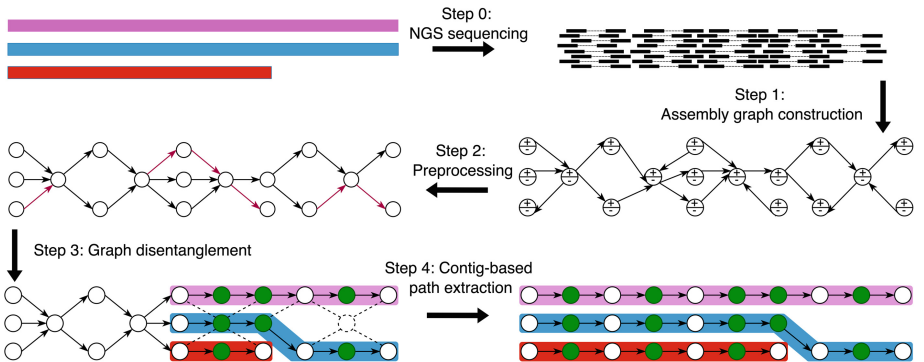 Step 0:
NGS sequencing
Step 1:
Assembly graph construction
Step 2:
Preprocessing
Step 3: Graph disentanglement
Step 4: Contig-based
path extraction